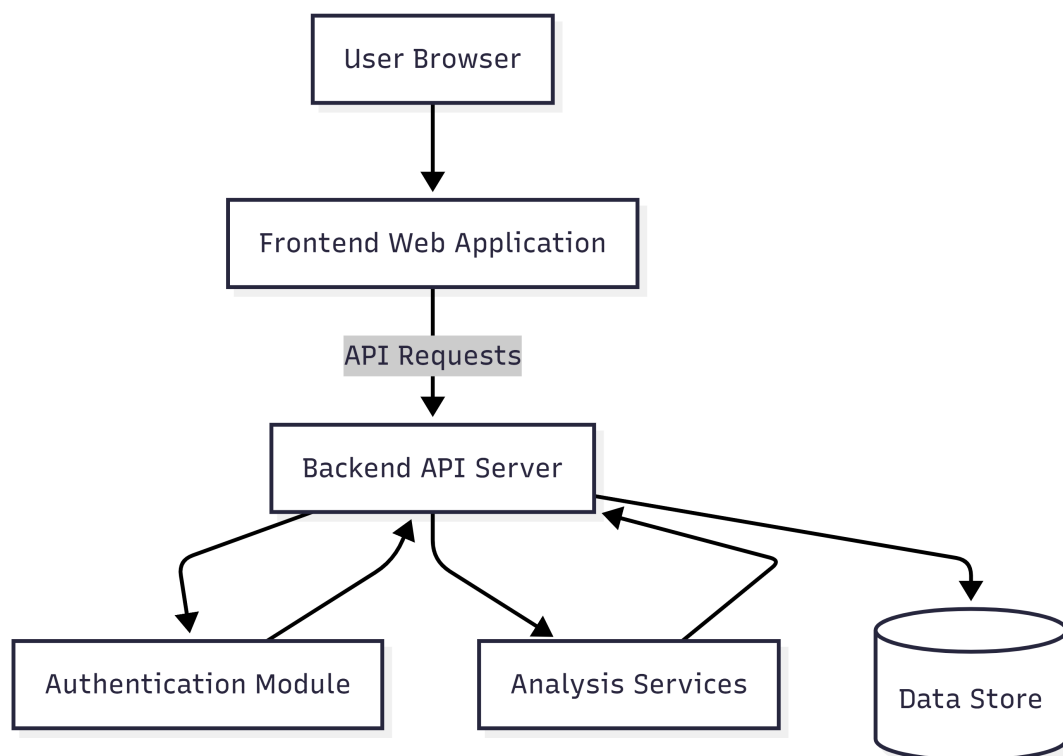 User Browser
Frontend Web Application
API Requests
Backend API Server
Authentication Module
Analysis Services
Data Store